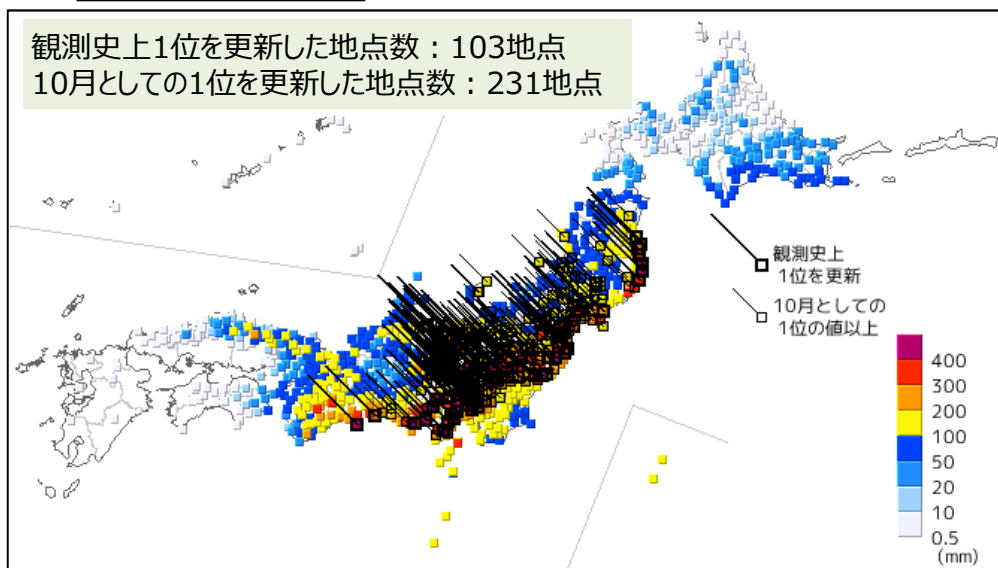 観測史上1位を更新した地点数：103地点
10月としての1位を更新した地点数：231地点
観測史上
1位を更新
10月としての
1位の値以上
400
300
200
100
50
20
10
0.5
(mm)